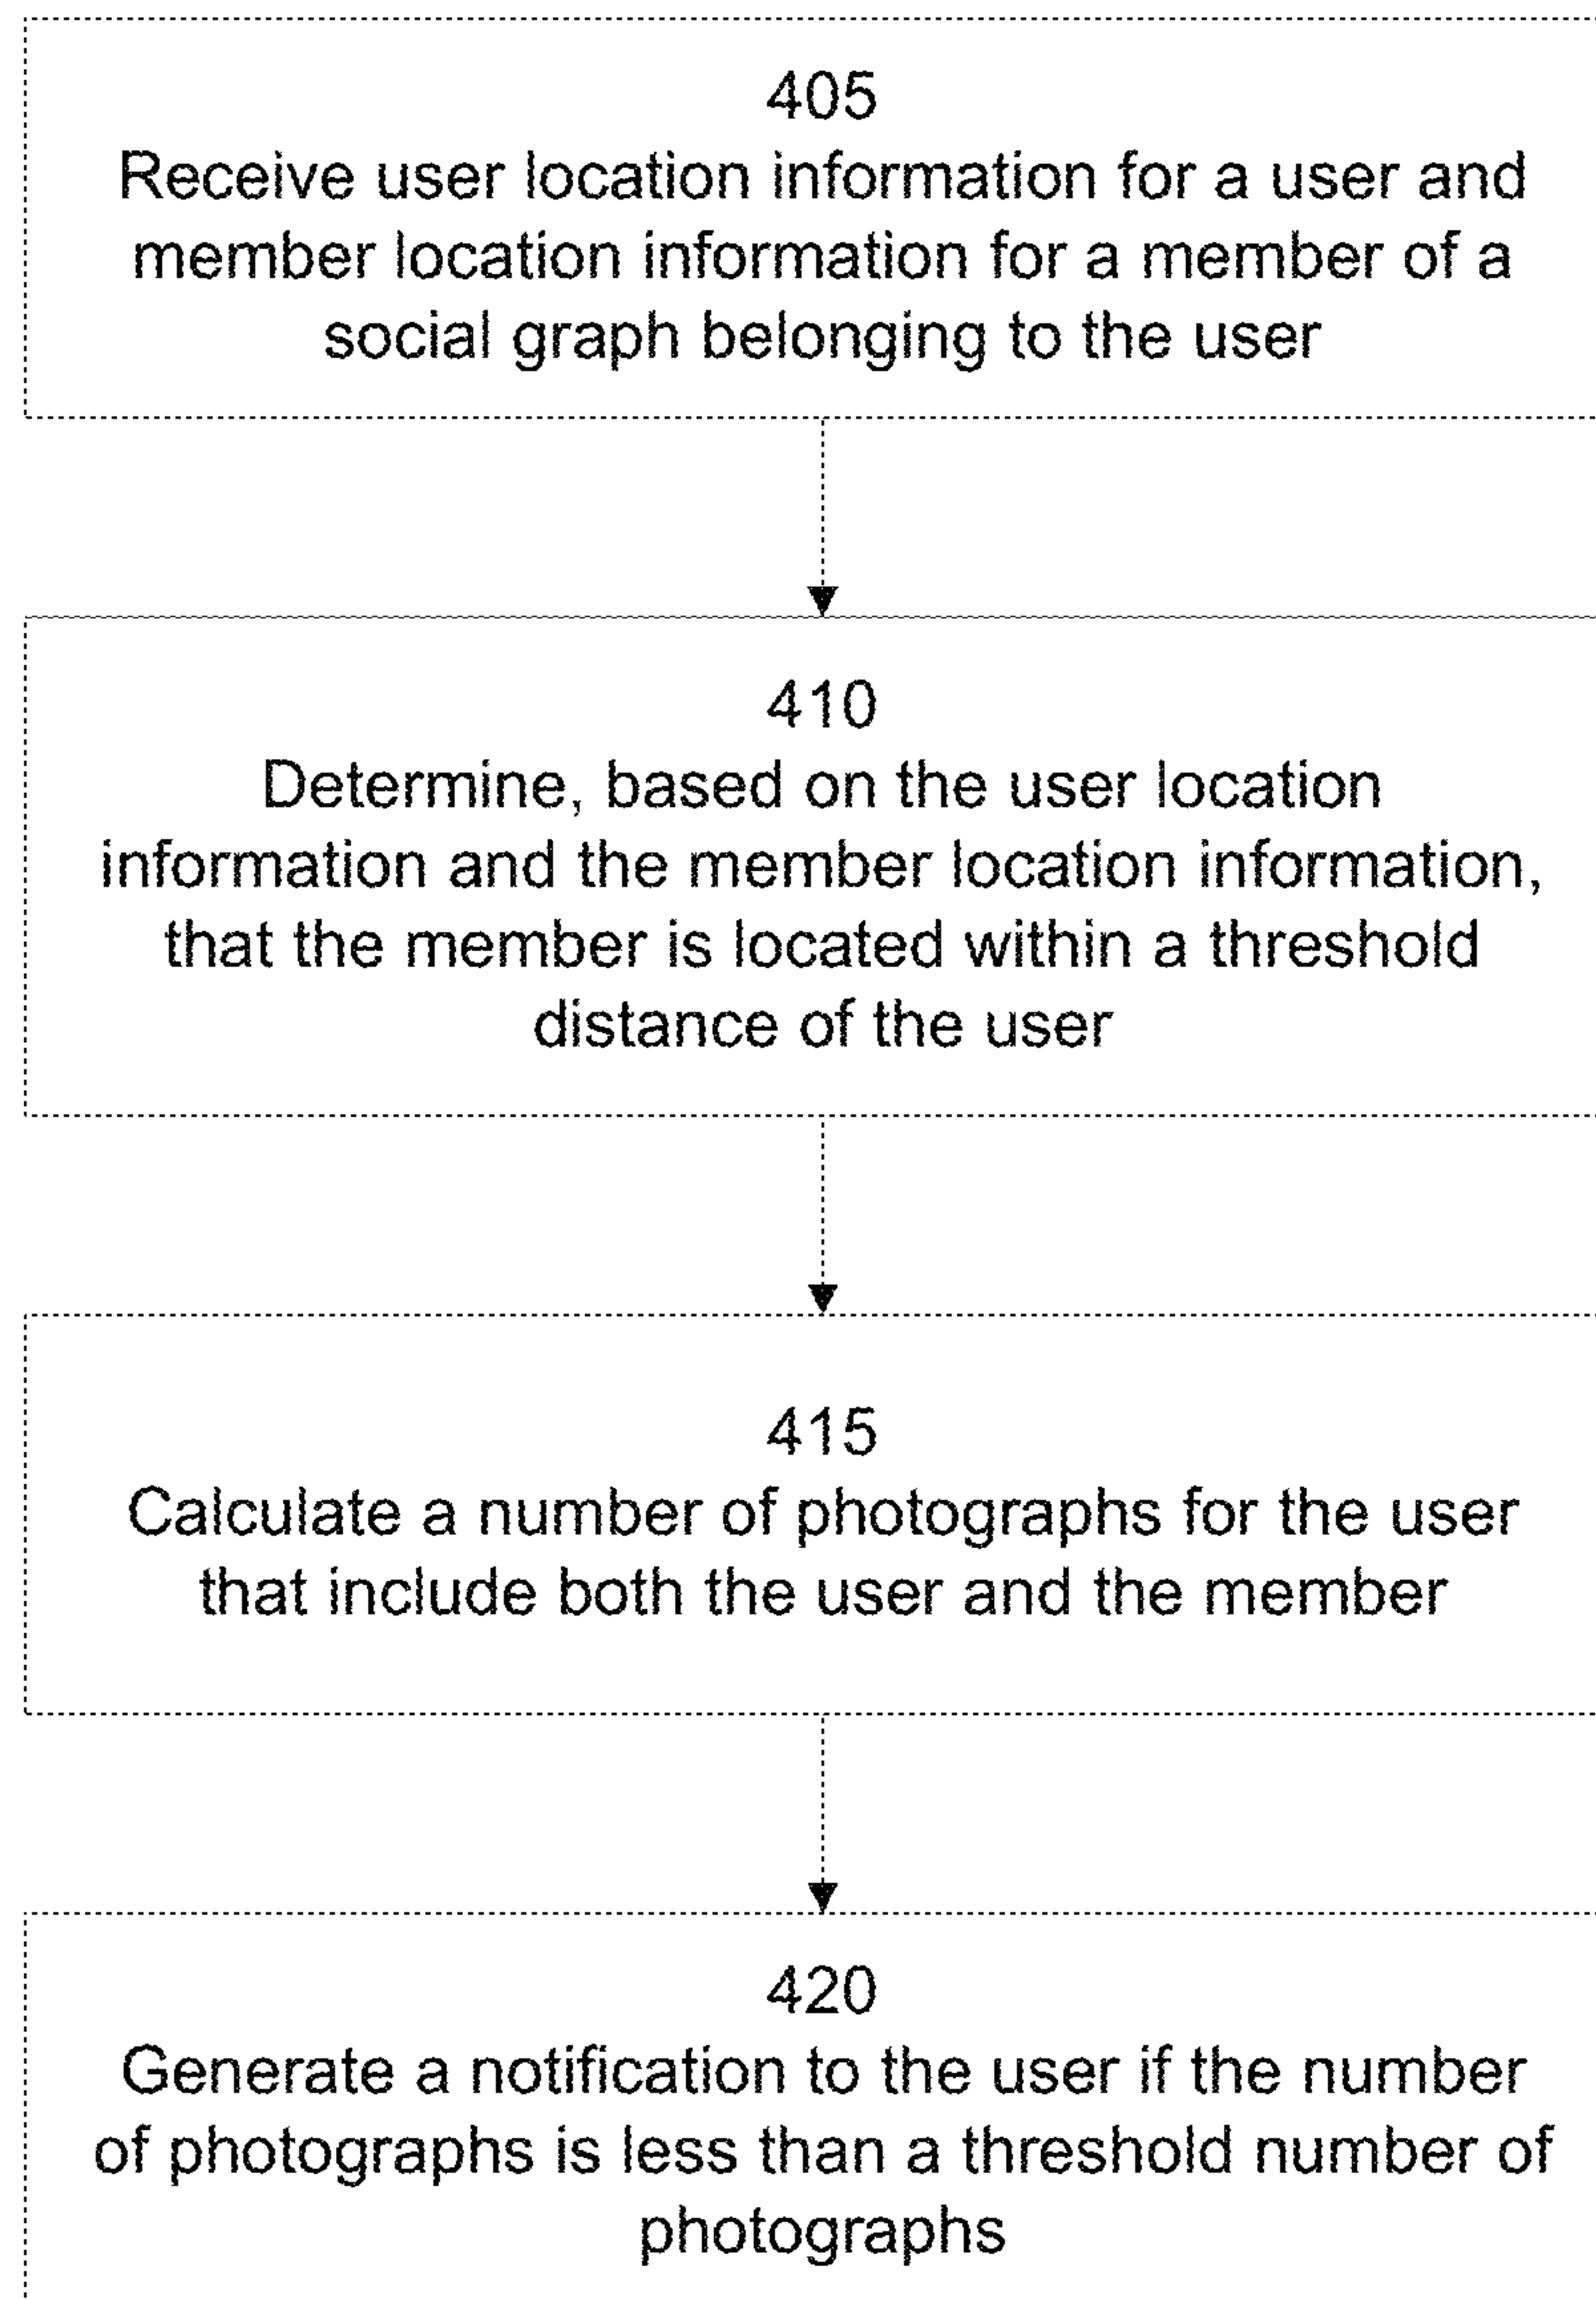 405
Receive user location information for a user and
member location information for a member of a
social graph belonging to the user
410
Determine, based on the user location
information and the member location information,
that the member is located within a threshold
distance of the user
415
Calculate a number of photographs for the user
that include both the user and the member
420
Generate a notification to the user if the number
of photographs is less than a threshold number of
photographs